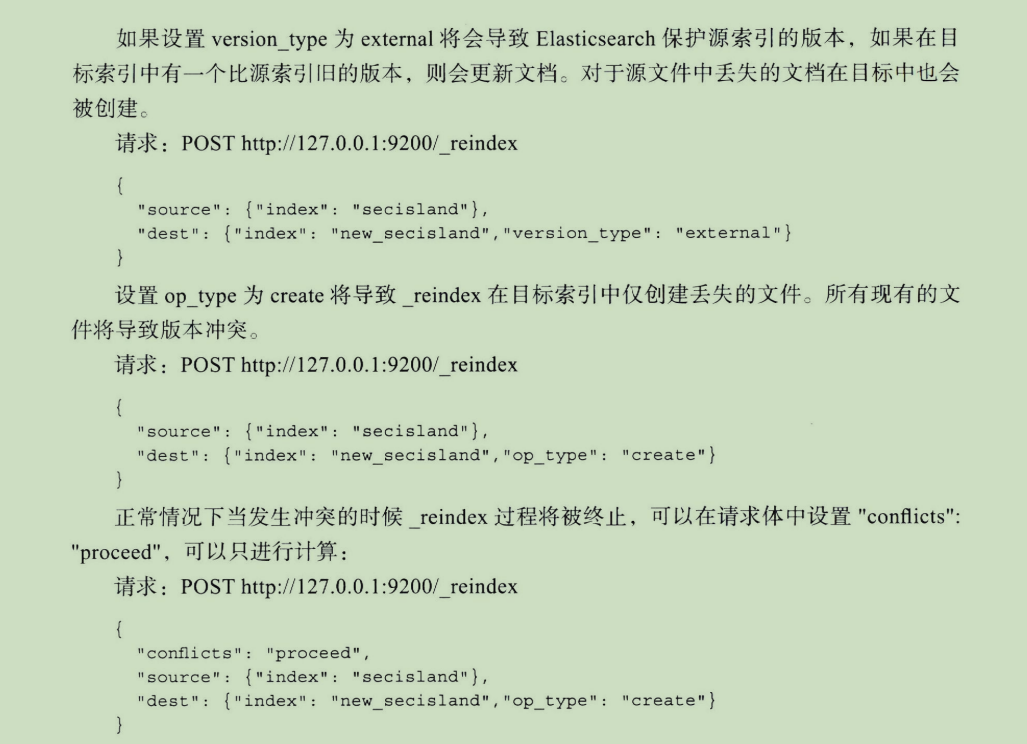 如果设置 version_type 为 external 将会导致 Elasticsearch 保护源索引的版本，如果在目
标索引中有一个比源索引旧的版本，则会更新文档。对于源文件中丢失的文档在目标中也会
被创建。
请求：POST http://127.0.0.1:9200/_reindex
{
"source": {"index": "secisland"},
"dest": {"index": "new_secisland","version_type": "external"}
}
设置 op_type 为 create 将导致 _reindex 在目标索引中仅创建丢失的文件。所有现有的文
件将导致版本冲突。
请求：POST http://127.0.0.1:9200/_reindex
{
"source": {"index": "secisland"},
"dest": {"index": "new_secisland","op_type": "create"}
}
正常情况下当发生冲突的时候 _reindex 过程将被终止，可以在请求体中设置 "conflicts":
"proceed"，可以只进行计算：
请求：POST http://127.0.0.1:9200/_reindex
{
"conflicts": "proceed",
"source": {"index": "secisland"},
"dest": {"index": "new_secisland","op_type": "create"}
}